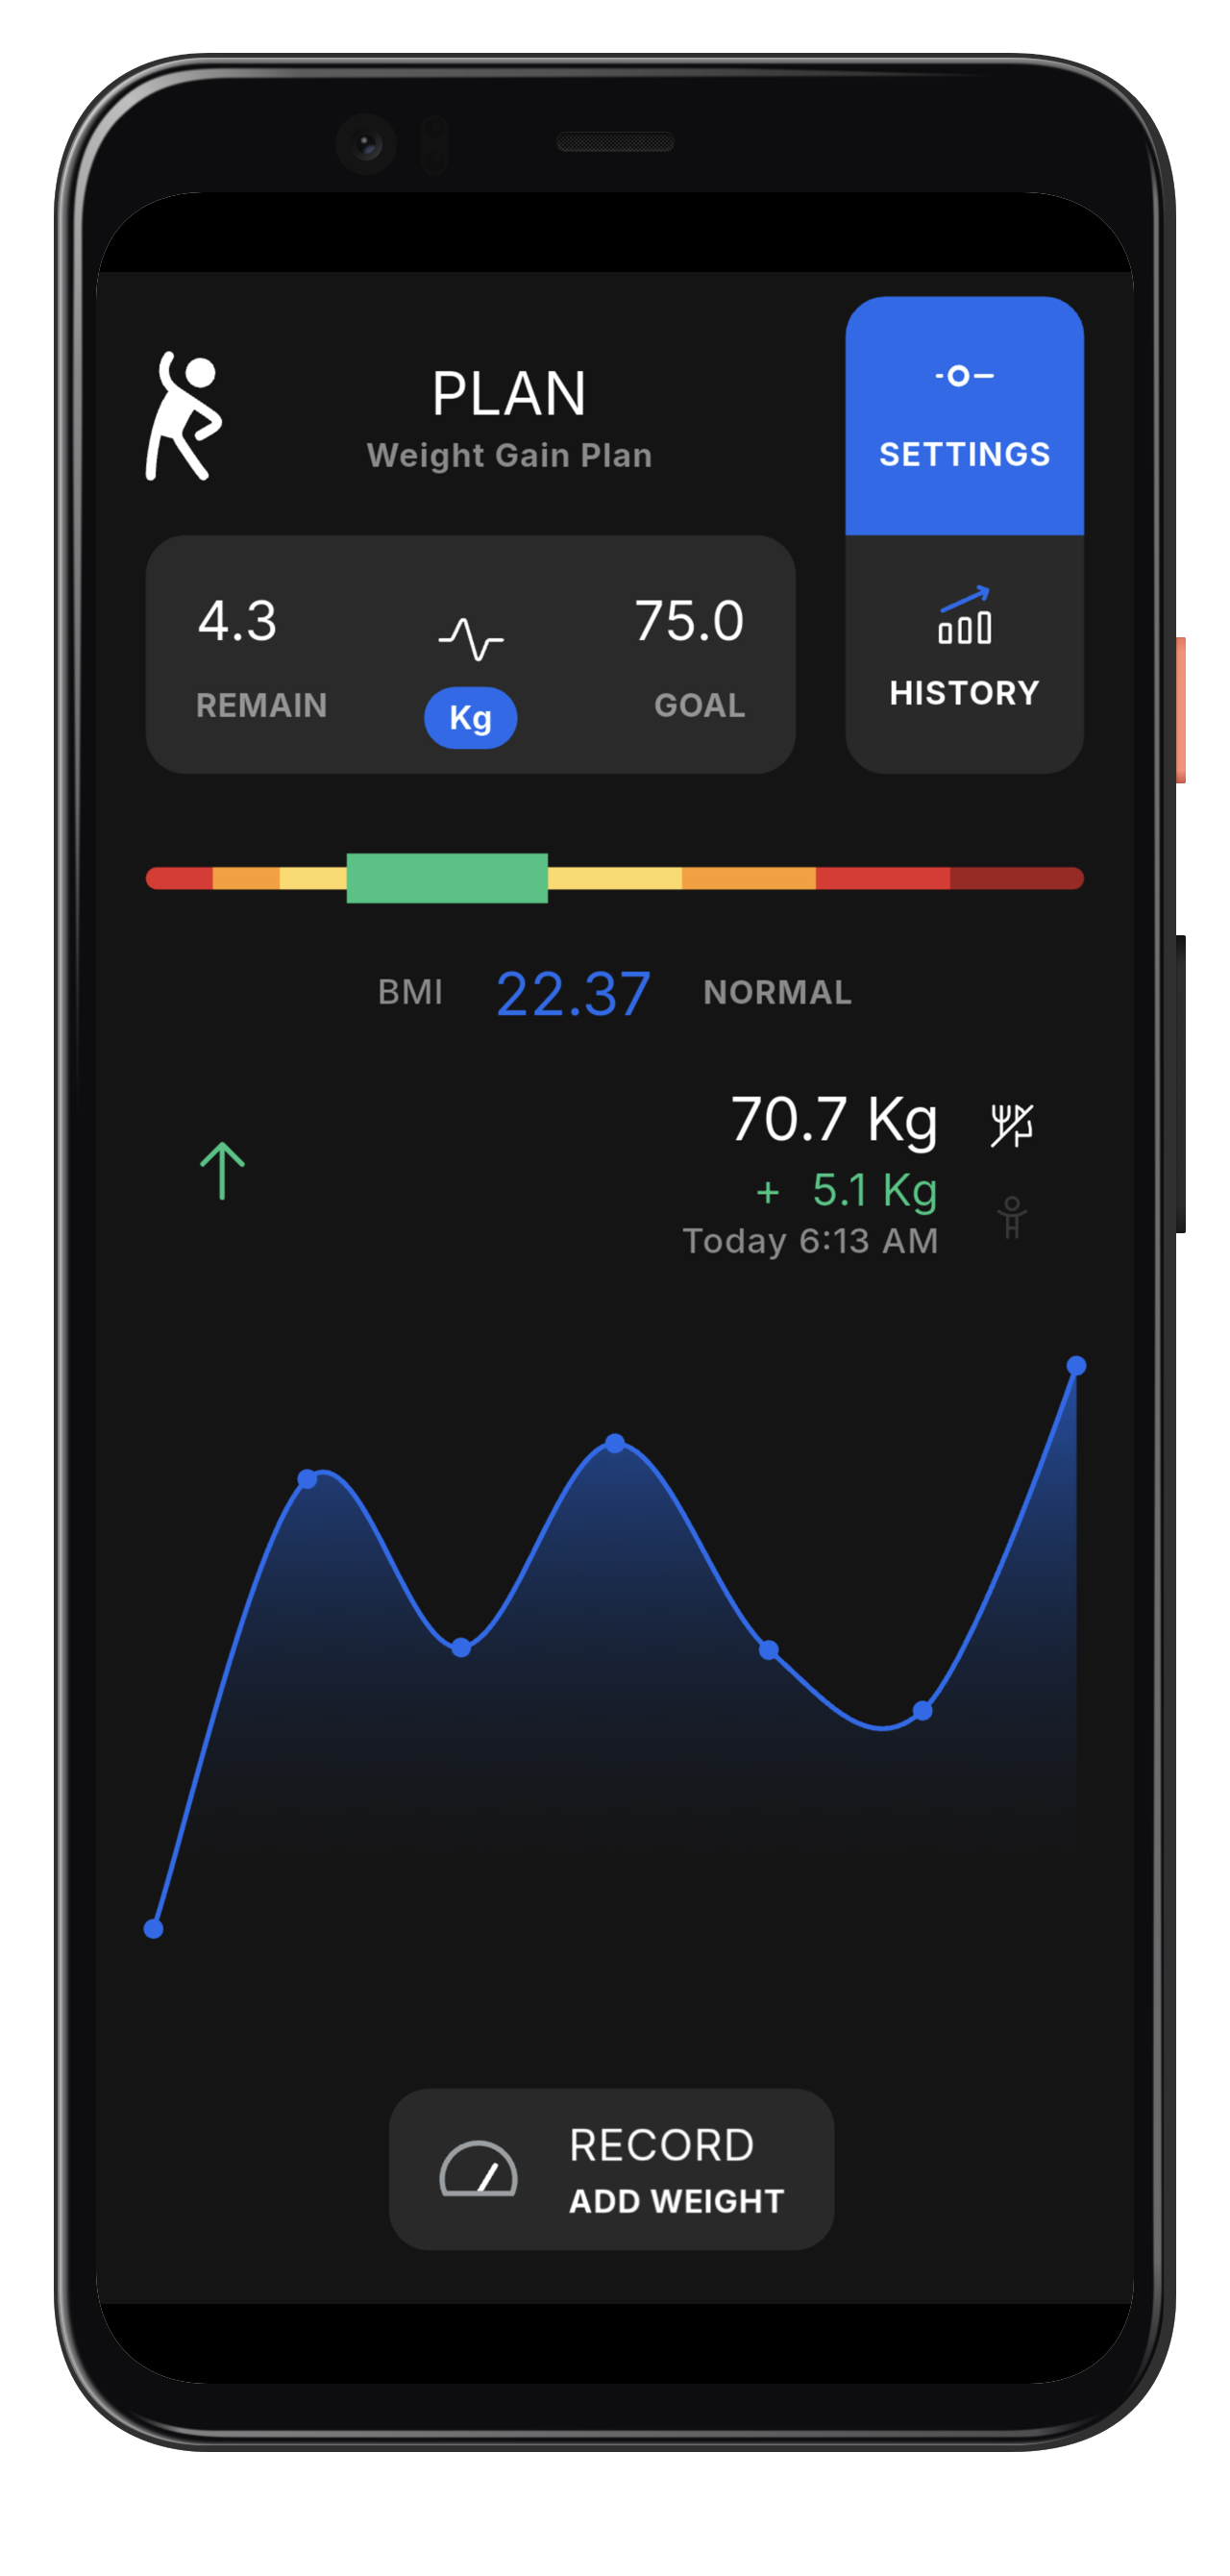 PLAN
Weight Gain Plan
SETTINGS
4.3
REMAIN
Kg
75.0
GOAL
HISTORY
BMI 22.37 NORMAL
70.7 Kg
+ 5.1 Kg
Today 6:13 AM
RECORD
ADD WEIGHT